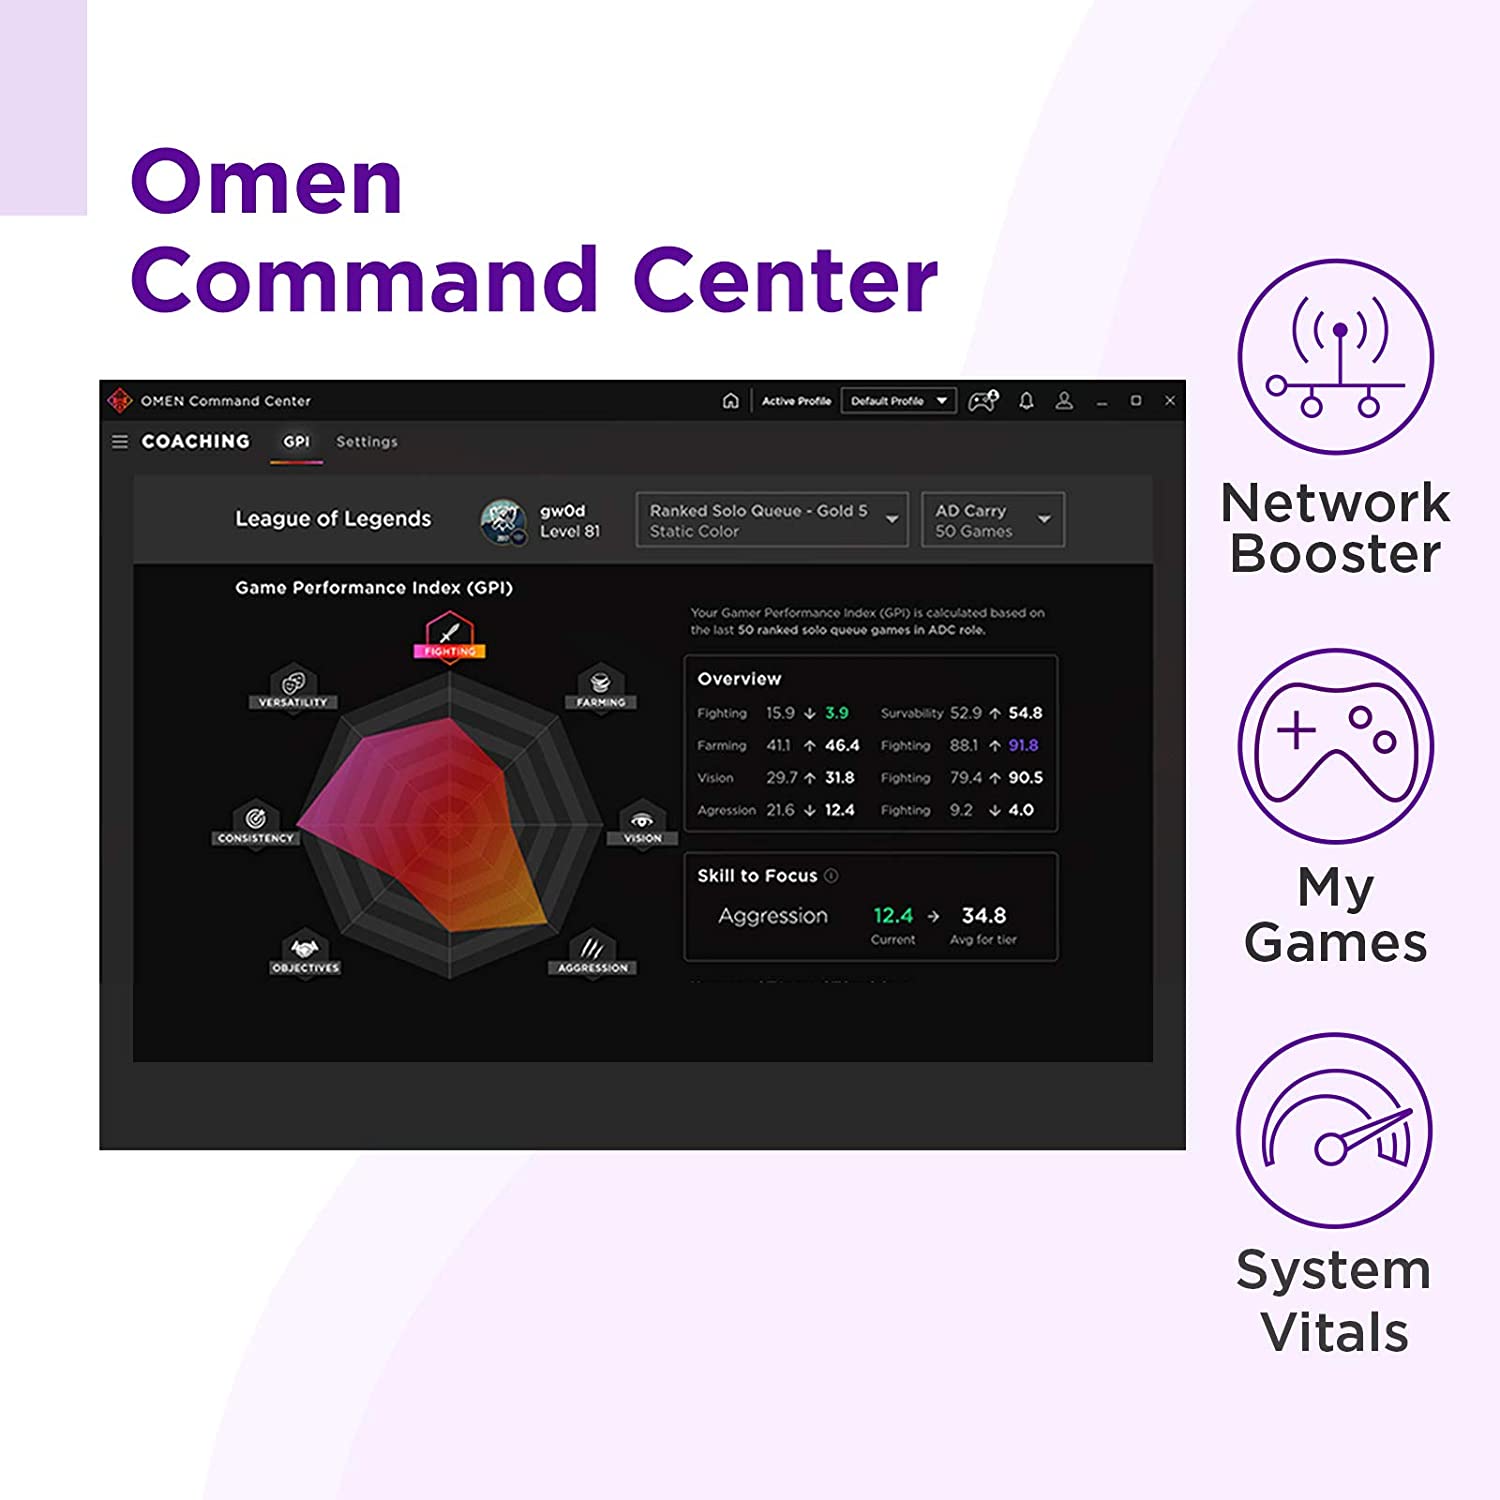 Omen
Command Center
OMEN Command Center
Active Profile
Default Profile
COACHING
GPI
Settings
League of Legends
gw0d
Level 81
Ranked Solo Queue - Gold 5
Static Color
AD Carry
50 Games
Game Performance Index (GPI)
FIGHTING
VERSATILITY
FARMING
CONSISTENCY
VISION
OBJECTIVES
AGGRESSION
Your Gamer Performance Index (GPI) is calculated based on
the last 50 ranked solo queue games in ADC role.
Overview
Fighting 15.9 ↓ 3.9 Survability 52.9 ↑ 54.8
Farming 41.1 ↑ 46.4 Fighting 88.1 ↑ 91.8
Vision 29.7 ↑ 31.8 Fighting 79.4 ↑ 90.5
Agression 21.6 ↓ 12.4 Fighting 9.2 ↓ 4.0
Skill to Focus
Aggression 12.4 → 34.8
Current Avg for tier
Network
Booster
My
Games
System
Vitals